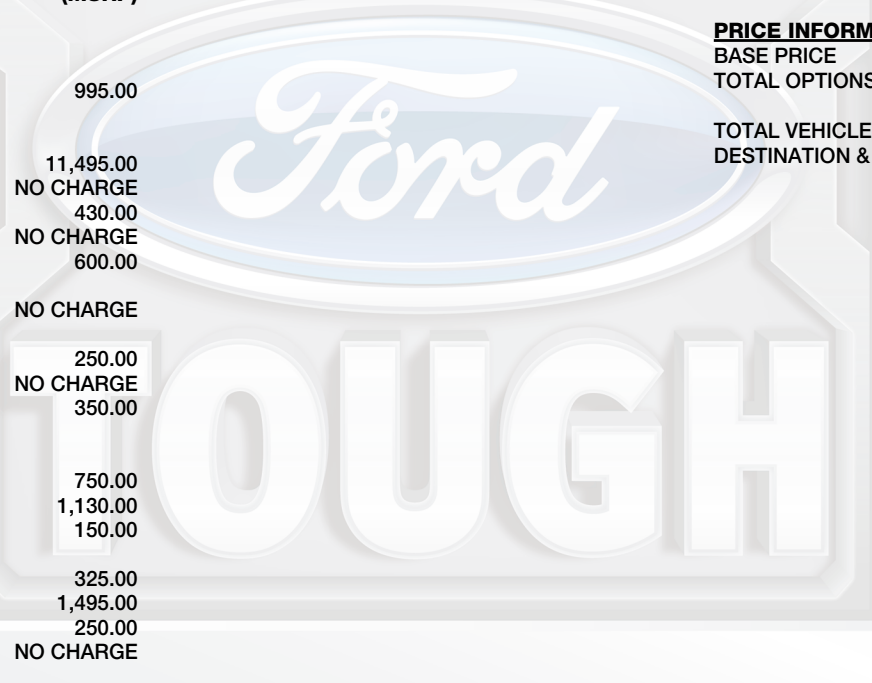 (MSRP)
995.00
11,495.00
NO CHARGE
430.00
NO CHARGE
600.00
NO CHARGE
250.00
NO CHARGE
350.00
750.00
1,130.00
150.00
325.00
1,495.00
250.00
NO CHARGE
PRICE INFORM
BASE PRICE
TOTAL OPTIONS
TOTAL VEHICLE
DESTINATION &
Ford
TOUGH